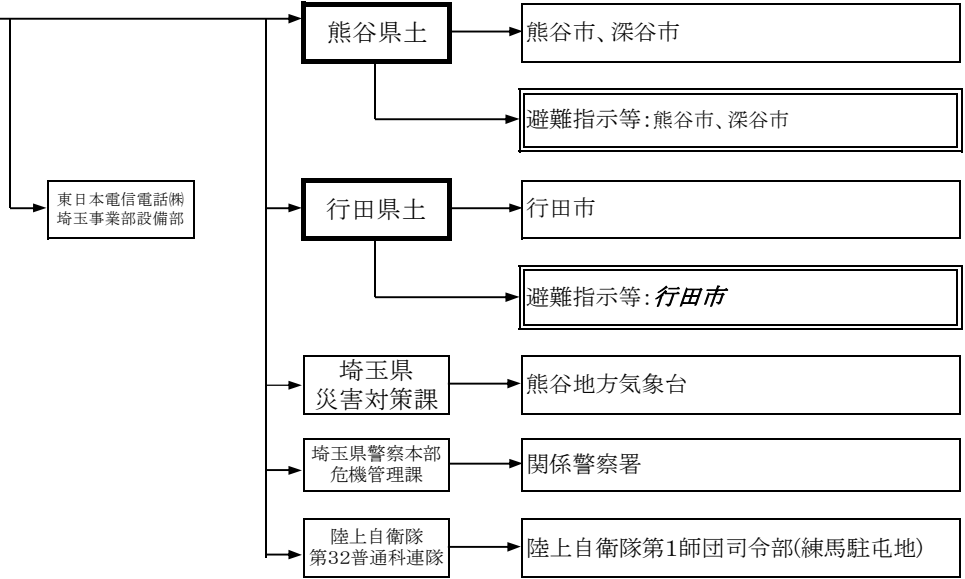 熊谷県土
熊谷市、深谷市
避難指示等:熊谷市、深谷市
東日本電信電話㈱
埼玉事業部設備部
行田県土
行田市
避難指示等:行田市
埼玉県
災害対策課
熊谷地方気象台
埼玉県警察本部
危機管理課
関係警察署
陸上自衛隊
第32普通科連隊
陸上自衛隊第1師団司令部(練馬駐屯地)